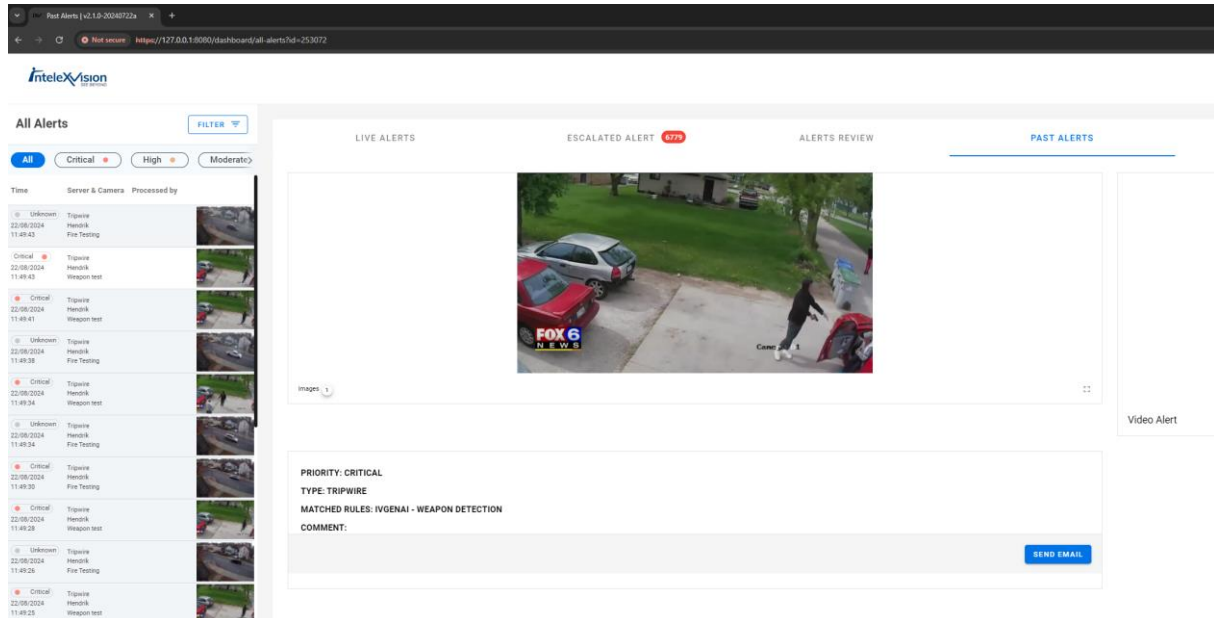 Past Alerts | v2.1.0-20240722a
Not secure https://127.0.0.1:8080/dashboard/all-alerts?id=253072
inteleXVision
All Alerts FILTER
All Critical High Moderate
Time Server & Camera Processed by
Unknown Tripwire
22/08/2024 Hendrik
11:49:43 Fire Testing
Critical Tripwire
22/08/2024 Hendrik
11:49:43 Weapon test
Critical Tripwire
22/08/2024 Hendrik
11:49:41 Weapon test
Unknown Tripwire
22/08/2024 Hendrik
11:49:38 Fire Testing
Critical Tripwire
22/08/2024 Hendrik
11:49:34 Weapon test
Unknown Tripwire
22/08/2024 Hendrik
11:49:34 Fire Testing
Critical Tripwire
22/08/2024 Hendrik
11:49:30 Fire Testing
Critical Tripwire
22/08/2024 Hendrik
11:49:28 Weapon test
Unknown Tripwire
22/08/2024 Hendrik
11:49:26 Fire Testing
Critical Tripwire
22/08/2024 Hendrik
11:49:25 Weapon test
LIVE ALERTS ESCALATED ALERT 6779 ALERTS REVIEW PAST ALERTS
FOX 6
NEWS
1
Images 1
Video Alert
PRIORITY: CRITICAL
TYPE: TRIPWIRE
MATCHED RULES: IVGENAI - WEAPON DETECTION
COMMENT:
SEND EMAIL